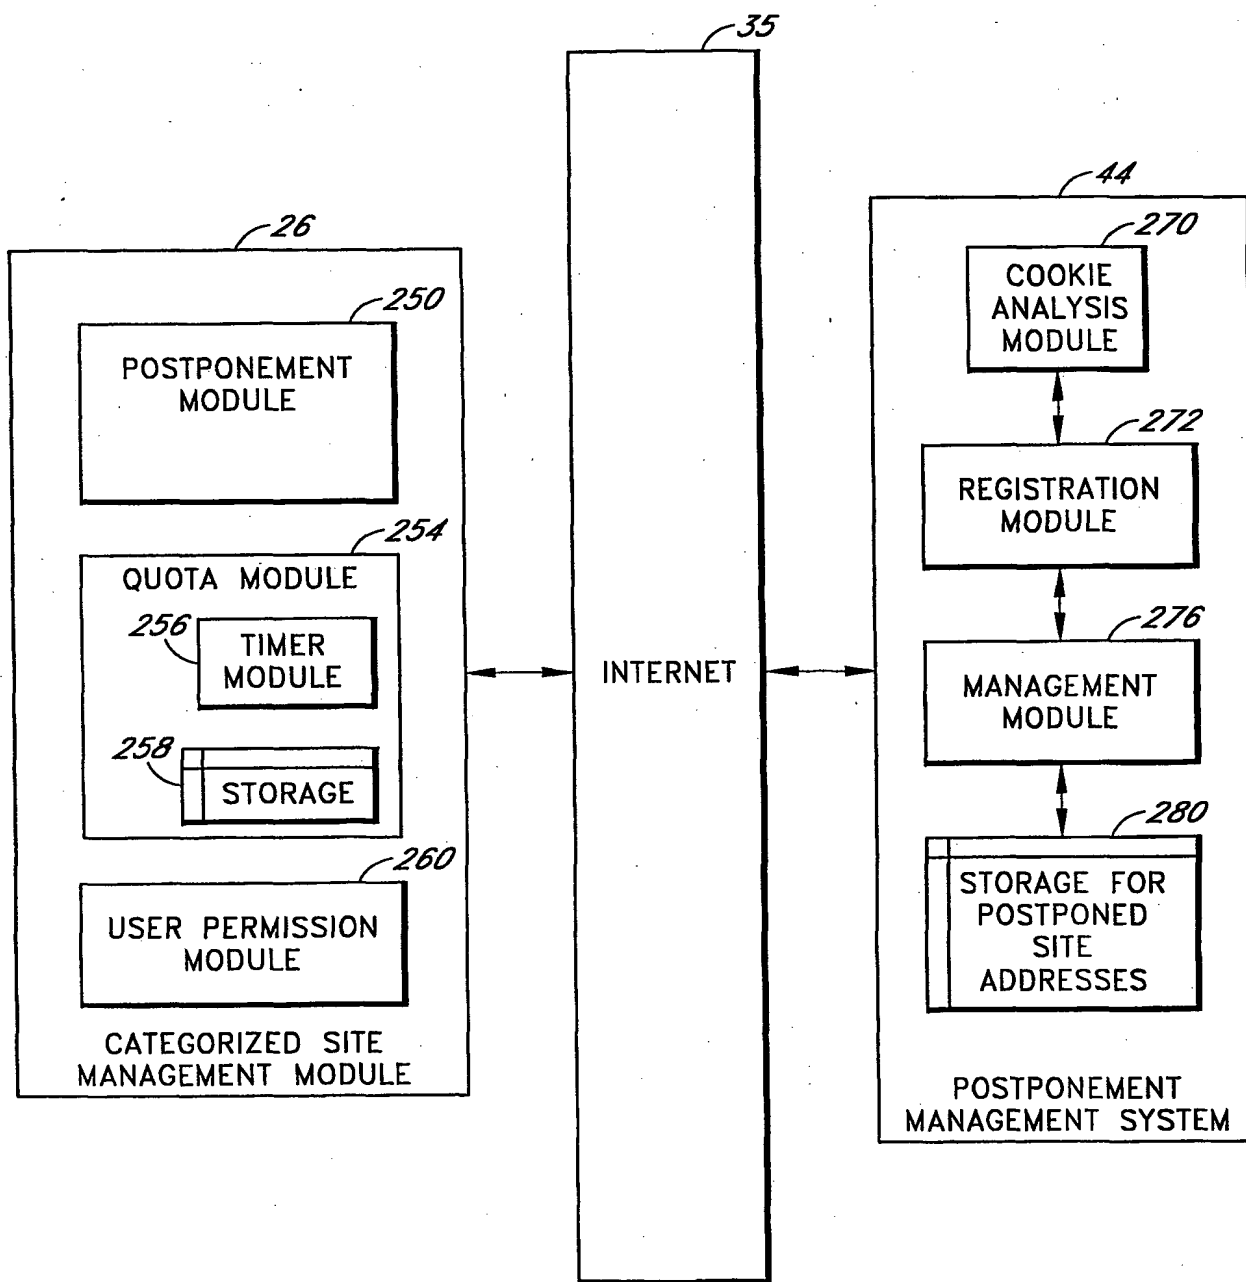 35
26
250
POSTPONEMENT
MODULE
254
QUOTA MODULE
256
TIMER
MODULE
258
STORAGE
260
USER PERMISSION
MODULE
CATEGORIZED SITE
MANAGEMENT MODULE
INTERNET
44
270
COOKIE
ANALYSIS
MODULE
272
REGISTRATION
MODULE
276
MANAGEMENT
MODULE
280
STORAGE FOR
POSTPONED
SITE
ADDRESSES
POSTPONEMENT
MANAGEMENT SYSTEM